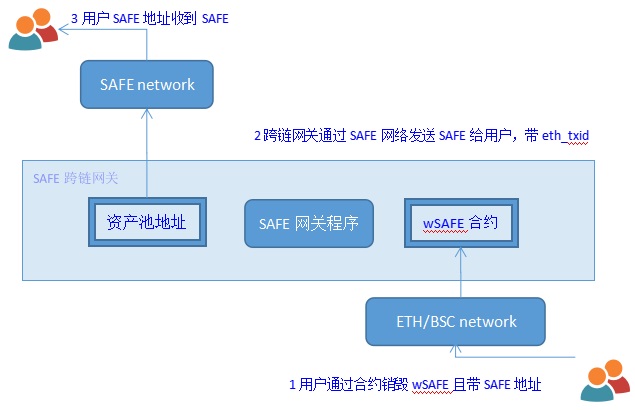 3 用户 SAFE 地址收到 SAFE
SAFE network
2 跨链网关通过 SAFE 网络发送 SAFE 给用户，带 eth_txid
SAFE 跨链网关
资产池地址
SAFE 网关程序
wSAFE 合约
ETH/BSC network
1 用户通过合约销毁 wSAFE 且带 SAFE 地址